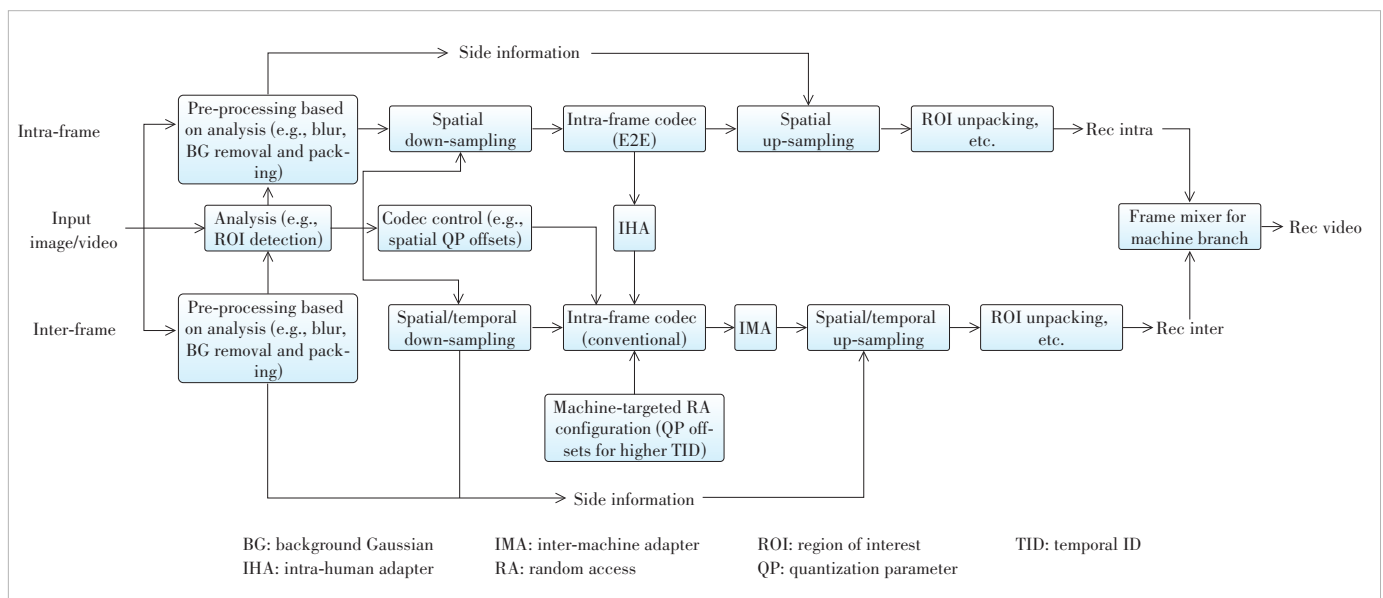 Side information
Intra-frame
Pre-processing based
on analysis (e.g., blur,
BG removal and pack-
ing)
Spatial
down-sampling
Intra-frame codec
(E2E)
Spatial
up-sampling
ROI unpacking,
etc.
Rec intra
Input
image/video
Analysis (e.g.,
ROI detection)
Codec control (e.g.,
spatial QP offsets)
IHA
Frame mixer for
machine branch
Rec video
Inter-frame
Pre-processing based
on analysis (e.g., blur,
BG removal and pack-
ing)
Spatial/temporal
down-sampling
Intra-frame codec
(conventional)
IMA
Spatial/temporal
up-sampling
ROI unpacking,
etc.
Rec inter
Machine-targeted RA
configuration (QP off-
sets for higher TID)
Side information
BG: background Gaussian IMA: inter-machine adapter ROI: region of interest TID: temporal ID
IHA: intra-human adapter RA: random access QP: quantization parameter